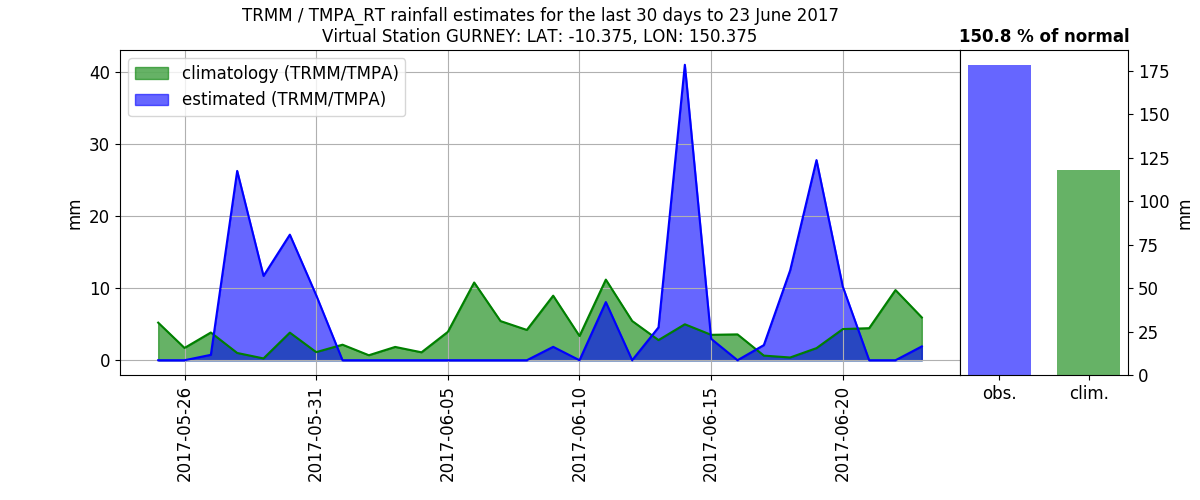 TRMM / TMPA_RT rainfall estimates for the last 30 days to 23 June 2017
Virtual Station GURNEY: LAT: -10.375, LON: 150.375
150.8 % of normal
climatology (TRMM/TMPA)
estimated (TRMM/TMPA)
40
30
20
10
0
mm
2017-05-26
2017-05-31
2017-06-05
2017-06-10
2017-06-15
2017-06-20
175
150
125
100
75
50
25
0
mm
obs.
clim.